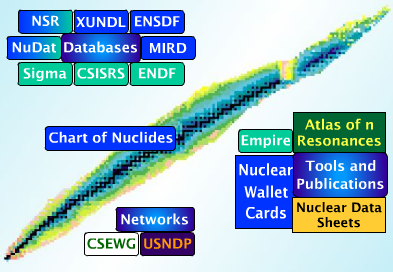 NSR XUNDL ENSDF
NuDat Databases MIRD
Sigma CSISRS ENDF
Chart of Nuclides
Empire
Atlas of n
Resonances
Nuclear
Wallet
Cards
Tools and
Publications
Nuclear Data
Sheets
Networks
CSEWG USNDP